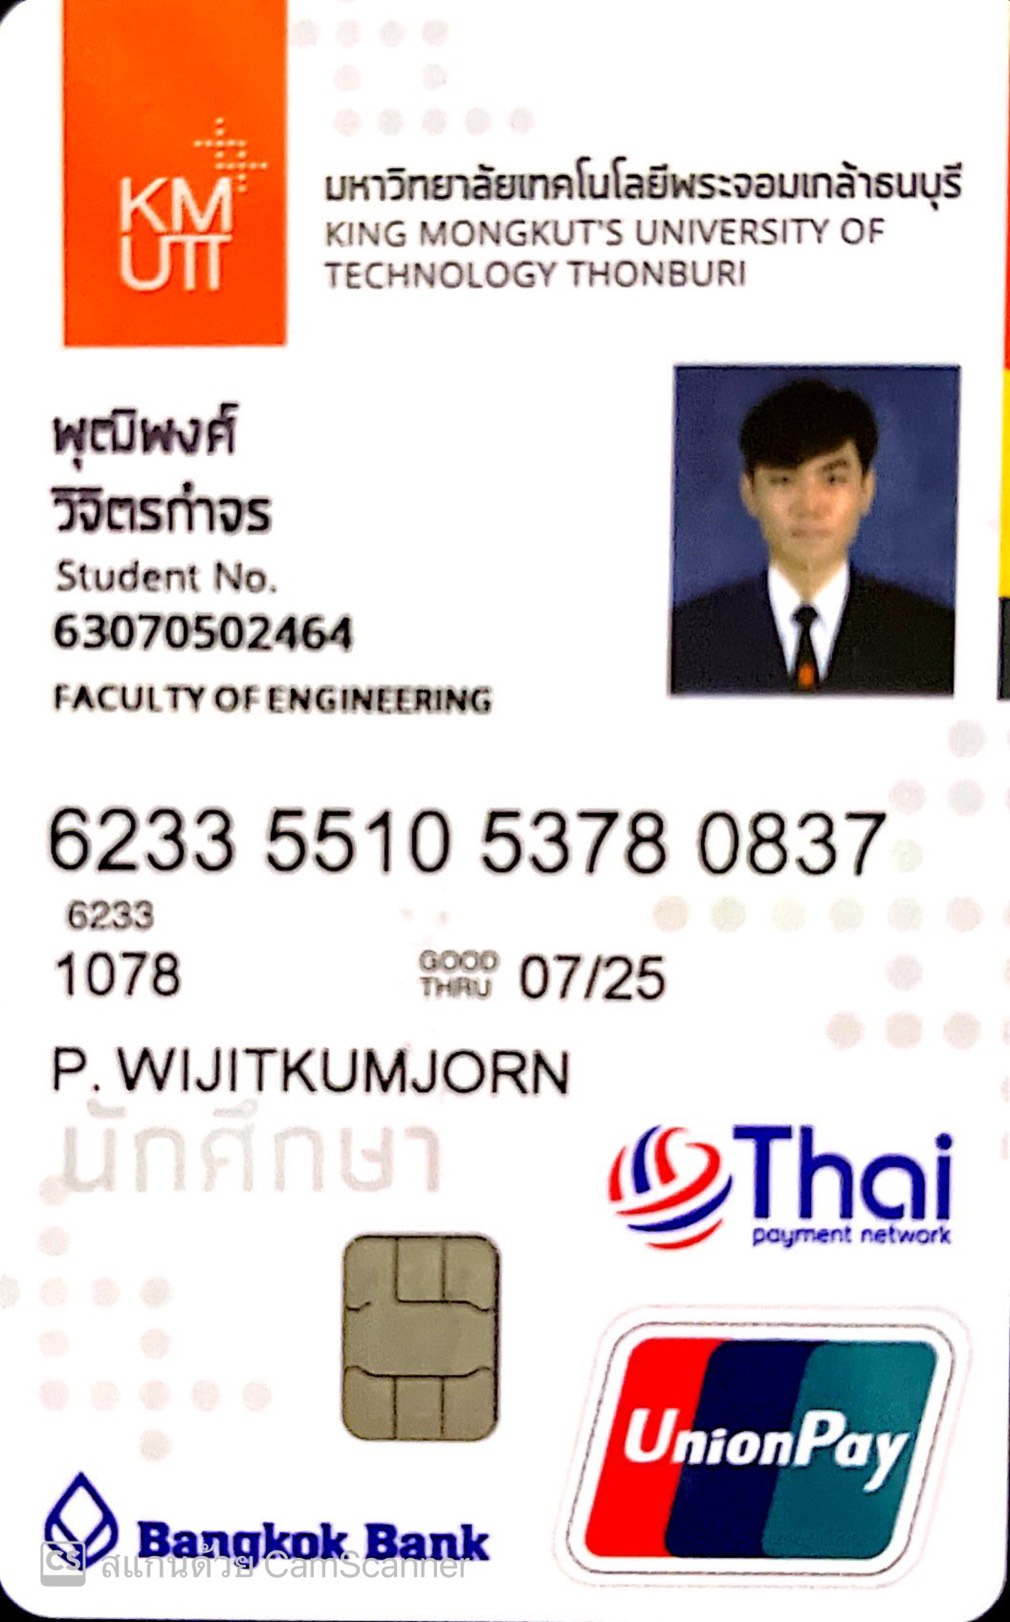 KM
UTT
มหาวิทยาลัยเทคโนโลยีพระจอมเกล้าธนบุรี
KING MONGKUT'S UNIVERSITY OF
TECHNOLOGY THONBURI
พุฒิพงศ์
วิจิตรกำจร
Student No.
63070502464
FACULTY OF ENGINEERING
6233 5510 5378 0837
6233
1078 GOOD THRU 07/25
P. WIJITKUMJORN
นักศึกษา
Thai
payment network
UnionPay
Bangkok Bank
CS สแกนด้วย CamScanner